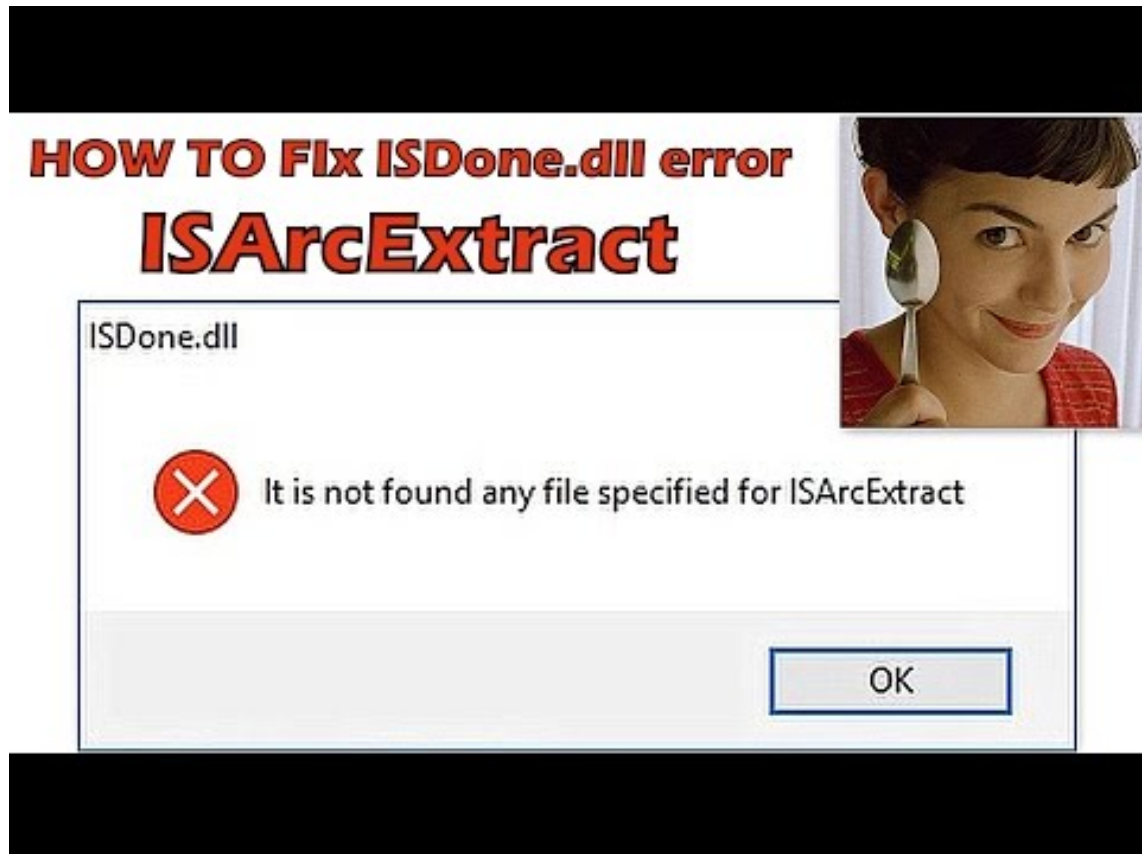 HOW TO FIx ISDone.dll error
ISArcExtract
ISDone.dll
It is not found any file specified for ISArcExtract
OK